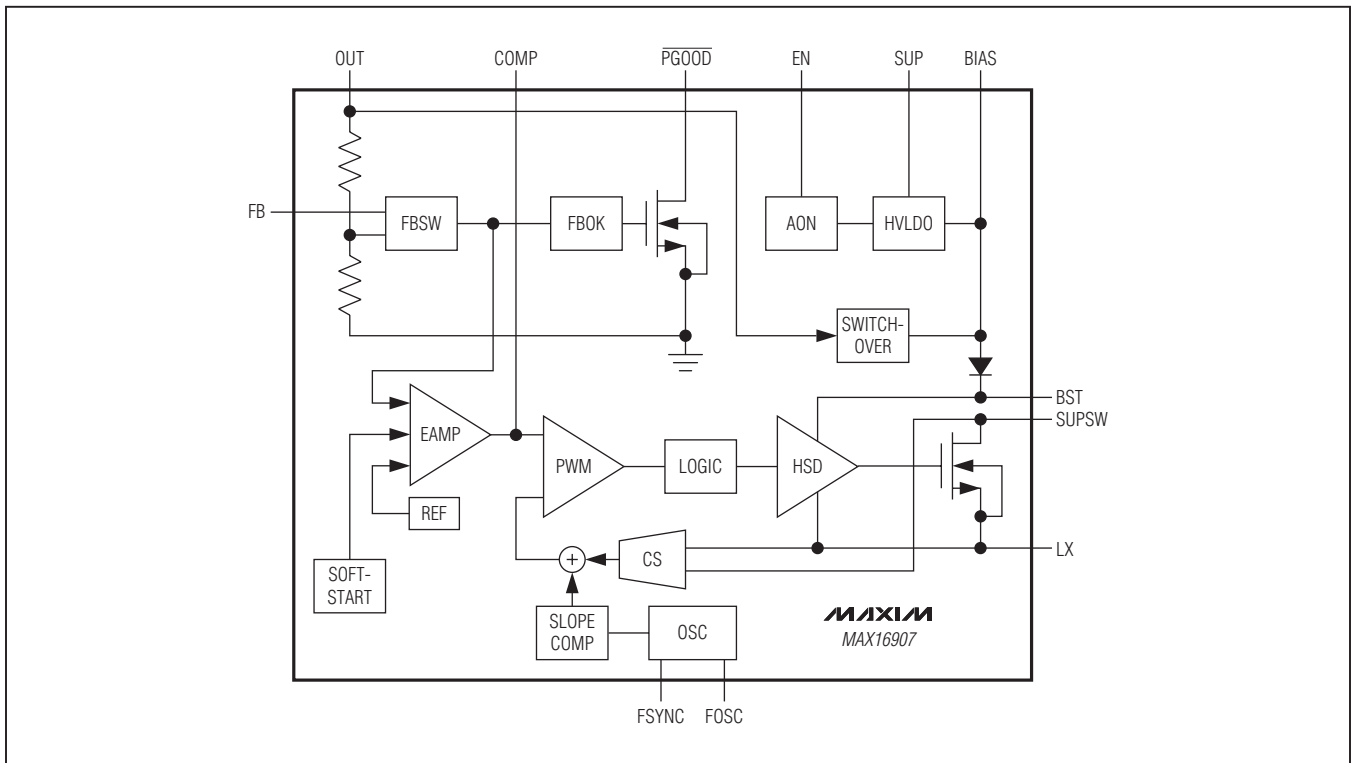 OUT
COMP
PGOOD
EN
SUP
BIAS
FB
FBSW
FBOK
AON
HVLDO
SWITCH-
OVER
BST
SUPSW
EAMP
PWM
LOGIC
HSD
REF
LX
CS
+
SOFT-
START
SLOPE
COMP
OSC
MAXIM
MAX16907
FSYNC
FOSC